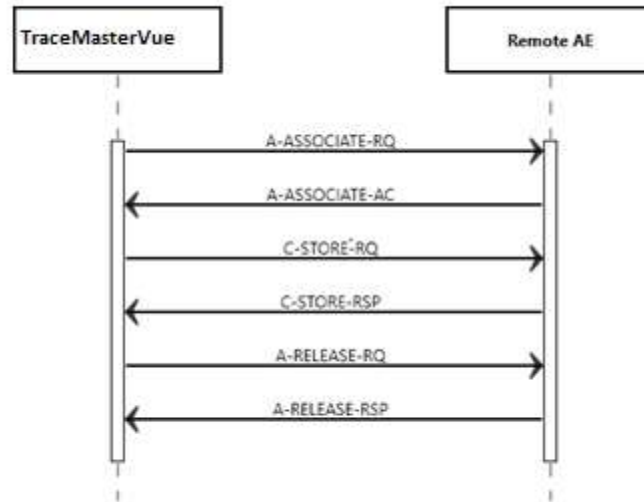 TraceMasterVue
Remote AE
A-ASSOCIATE-RQ
A-ASSOCIATE-AC
C-STORE-RQ
C-STORE-RSP
A-RELEASE-RQ
A-RELEASE-RSP